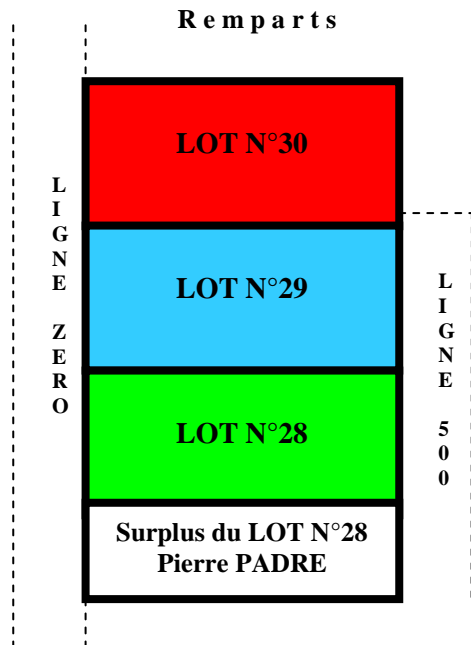 Remparts
LOT N°30
LIGNE ZERO
LOT N°29
LIGNE 500
LOT N°28
Surplus du LOT N°28
Pierre PADRE